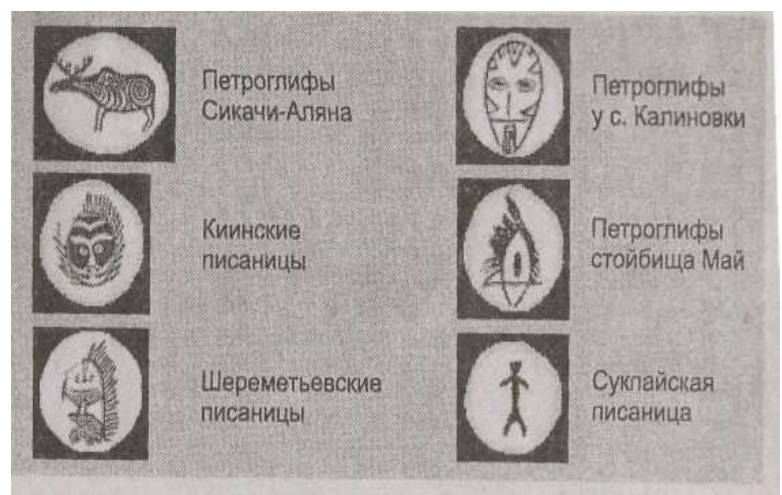 Петроглифы
Сикачи-Аляна
Петроглифы
у с. Калиновки
Киинские
писаницы
Петроглифы
стойбища Май
Шереметьевские
писаницы
Суклайская
писаница